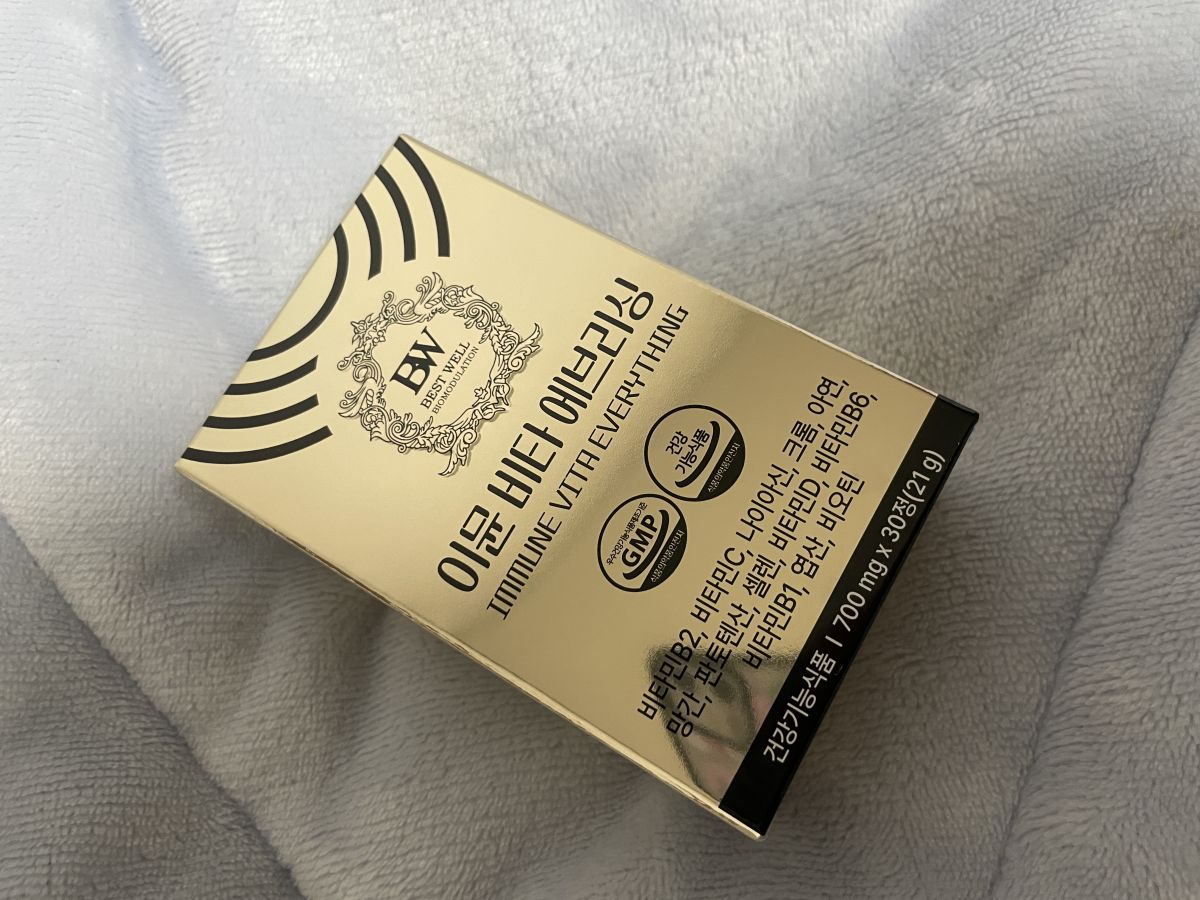 BW
BEST WELL
BIOMODULATION
이뮨 비타 에브리싱
IMMUNE VITA EVERYTHING
우수건강기능식품제조기준
GMP
식품의약품안전처
건강
기능식품
식품의약품안전처
비타민B2, 비타민C, 나이아신, 크롬, 아연,
망간, 판토텐산, 셀렌, 비타민D, 비타민B6,
비타민B1, 엽산, 비오틴
건강기능식품 I 700 mg x 30정(21 g)